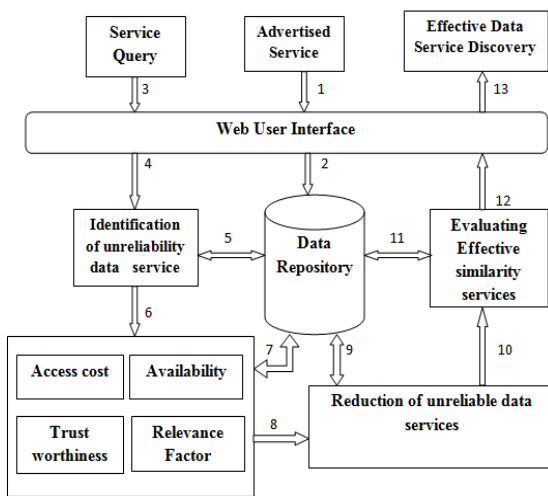 Service
Query
Advertised
Service
Effective Data
Service Discovery
3
1
13
Web User Interface
4
2
12
Identification
of unreliability
data service
5
Data
Repository
11
Evaluating
Effective
similarity
services
6
7
9
10
Access cost
Availability
Trust
worthiness
Relevance
Factor
8
Reduction of unreliable data
services